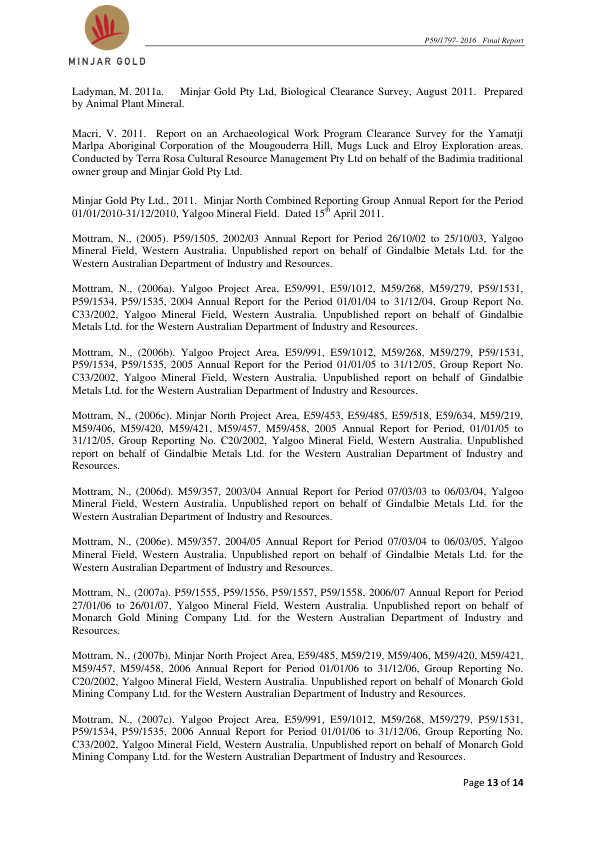 MINJAR GOLD
P59/1797- 2016 Final Report
Ladyman, M. 2011a. Minjar Gold Pty Ltd, Biological Clearance Survey, August 2011. Prepared
by Animal Plant Mineral.
Macri, V. 2011. Report on an Archaeological Work Program Clearance Survey for the Yamatji
Marlpa Aboriginal Corporation of the Mougouderra Hill, Mugs Luck and Elroy Exploration areas.
Conducted by Terra Rosa Cultural Resource Management Pty Ltd on behalf of the Badimia traditional
owner group and Minjar Gold Pty Ltd.
Minjar Gold Pty Ltd., 2011. Minjar North Combined Reporting Group Annual Report for the Period
01/01/2010-31/12/2010, Yalgoo Mineral Field. Dated 15th April 2011.
Mottram, N., (2005). P59/1505, 2002/03 Annual Report for Period 26/10/02 to 25/10/03, Yalgoo
Mineral Field, Western Australia. Unpublished report on behalf of Gindalbie Metals Ltd. for the
Western Australian Department of Industry and Resources.
Mottram, N., (2006a). Yalgoo Project Area, E59/991, E59/1012, M59/268, M59/279, P59/1531,
P59/1534, P59/1535, 2004 Annual Report for the Period 01/01/04 to 31/12/04, Group Report No.
C33/2002, Yalgoo Mineral Field, Western Australia. Unpublished report on behalf of Gindalbie
Metals Ltd. for the Western Australian Department of Industry and Resources.
Mottram, N., (2006b). Yalgoo Project Area, E59/991, E59/1012, M59/268, M59/279, P59/1531,
P59/1534, P59/1535, 2005 Annual Report for the Period 01/01/05 to 31/12/05, Group Report No.
C33/2002, Yalgoo Mineral Field, Western Australia. Unpublished report on behalf of Gindalbie
Metals Ltd. for the Western Australian Department of Industry and Resources.
Mottram, N., (2006c). Minjar North Project Area, E59/453, E59/485, E59/518, E59/634, M59/219,
M59/406, M59/420, M59/421, M59/457, M59/458, 2005 Annual Report for Period, 01/01/05 to
31/12/05, Group Reporting No. C20/2002, Yalgoo Mineral Field, Western Australia. Unpublished
report on behalf of Gindalbie Metals Ltd. for the Western Australian Department of Industry and
Resources.
Mottram, N., (2006d). M59/357, 2003/04 Annual Report for Period 07/03/03 to 06/03/04, Yalgoo
Mineral Field, Western Australia. Unpublished report on behalf of Gindalbie Metals Ltd. for the
Western Australian Department of Industry and Resources.
Mottram, N., (2006e). M59/357, 2004/05 Annual Report for Period 07/03/04 to 06/03/05, Yalgoo
Mineral Field, Western Australia. Unpublished report on behalf of Gindalbie Metals Ltd. for the
Western Australian Department of Industry and Resources.
Mottram, N., (2007a). P59/1555, P59/1556, P59/1557, P59/1558, 2006/07 Annual Report for Period
27/01/06 to 26/01/07, Yalgoo Mineral Field, Western Australia. Unpublished report on behalf of
Monarch Gold Mining Company Ltd. for the Western Australian Department of Industry and
Resources.
Mottram, N., (2007b). Minjar North Project Area, E59/485, M59/219, M59/406, M59/420, M59/421,
M59/457, M59/458, 2006 Annual Report for Period 01/01/06 to 31/12/06, Group Reporting No.
C20/2002, Yalgoo Mineral Field, Western Australia. Unpublished report on behalf of Monarch Gold
Mining Company Ltd. for the Western Australian Department of Industry and Resources.
Mottram, N., (2007c). Yalgoo Project Area, E59/991, E59/1012, M59/268, M59/279, P59/1531,
P59/1534, P59/1535, 2006 Annual Report for Period 01/01/06 to 31/12/06, Group Reporting No.
C33/2002, Yalgoo Mineral Field, Western Australia. Unpublished report on behalf of Monarch Gold
Mining Company Ltd. for the Western Australian Department of Industry and Resources.
Page 13 of 14